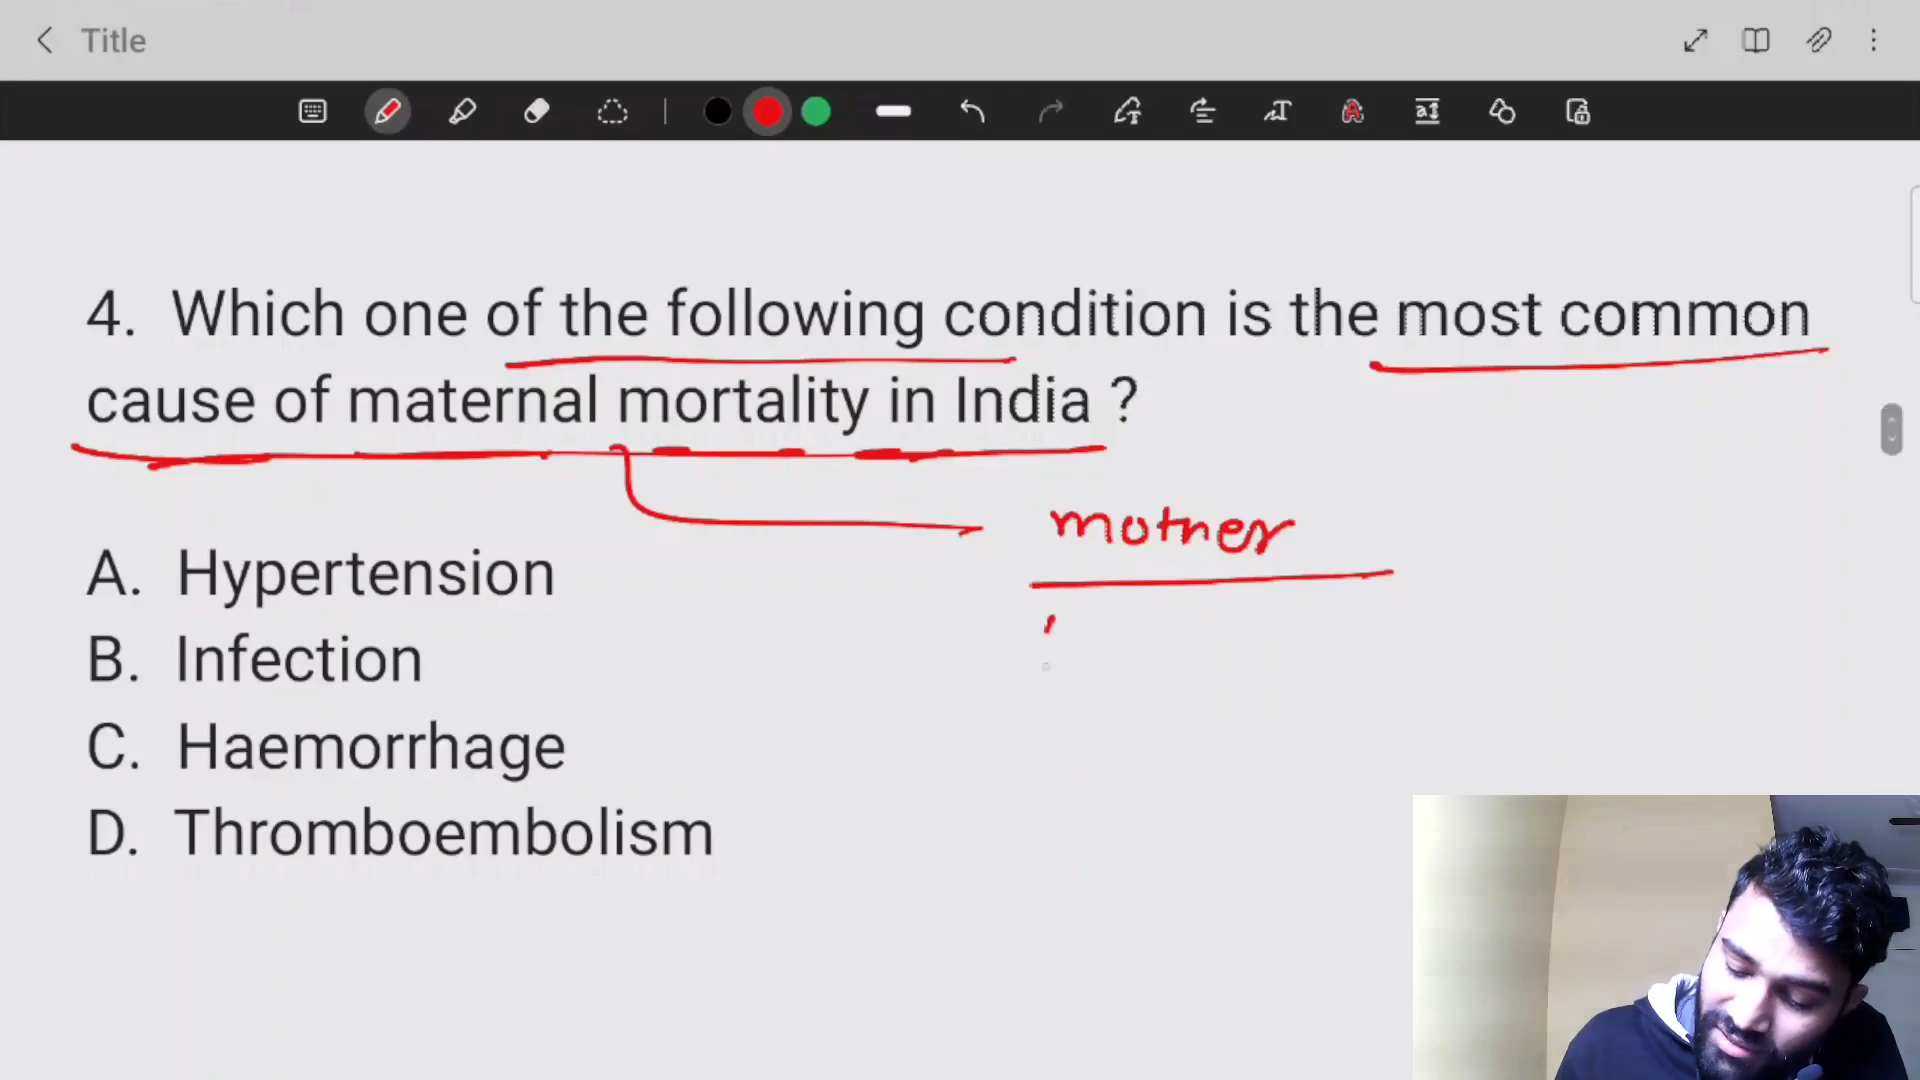 Title
4. Which one of the following condition is the most common
cause of maternal mortality in India ?
mother
A. Hypertension
B. Infection
C. Haemorrhage
D. Thromboembolism